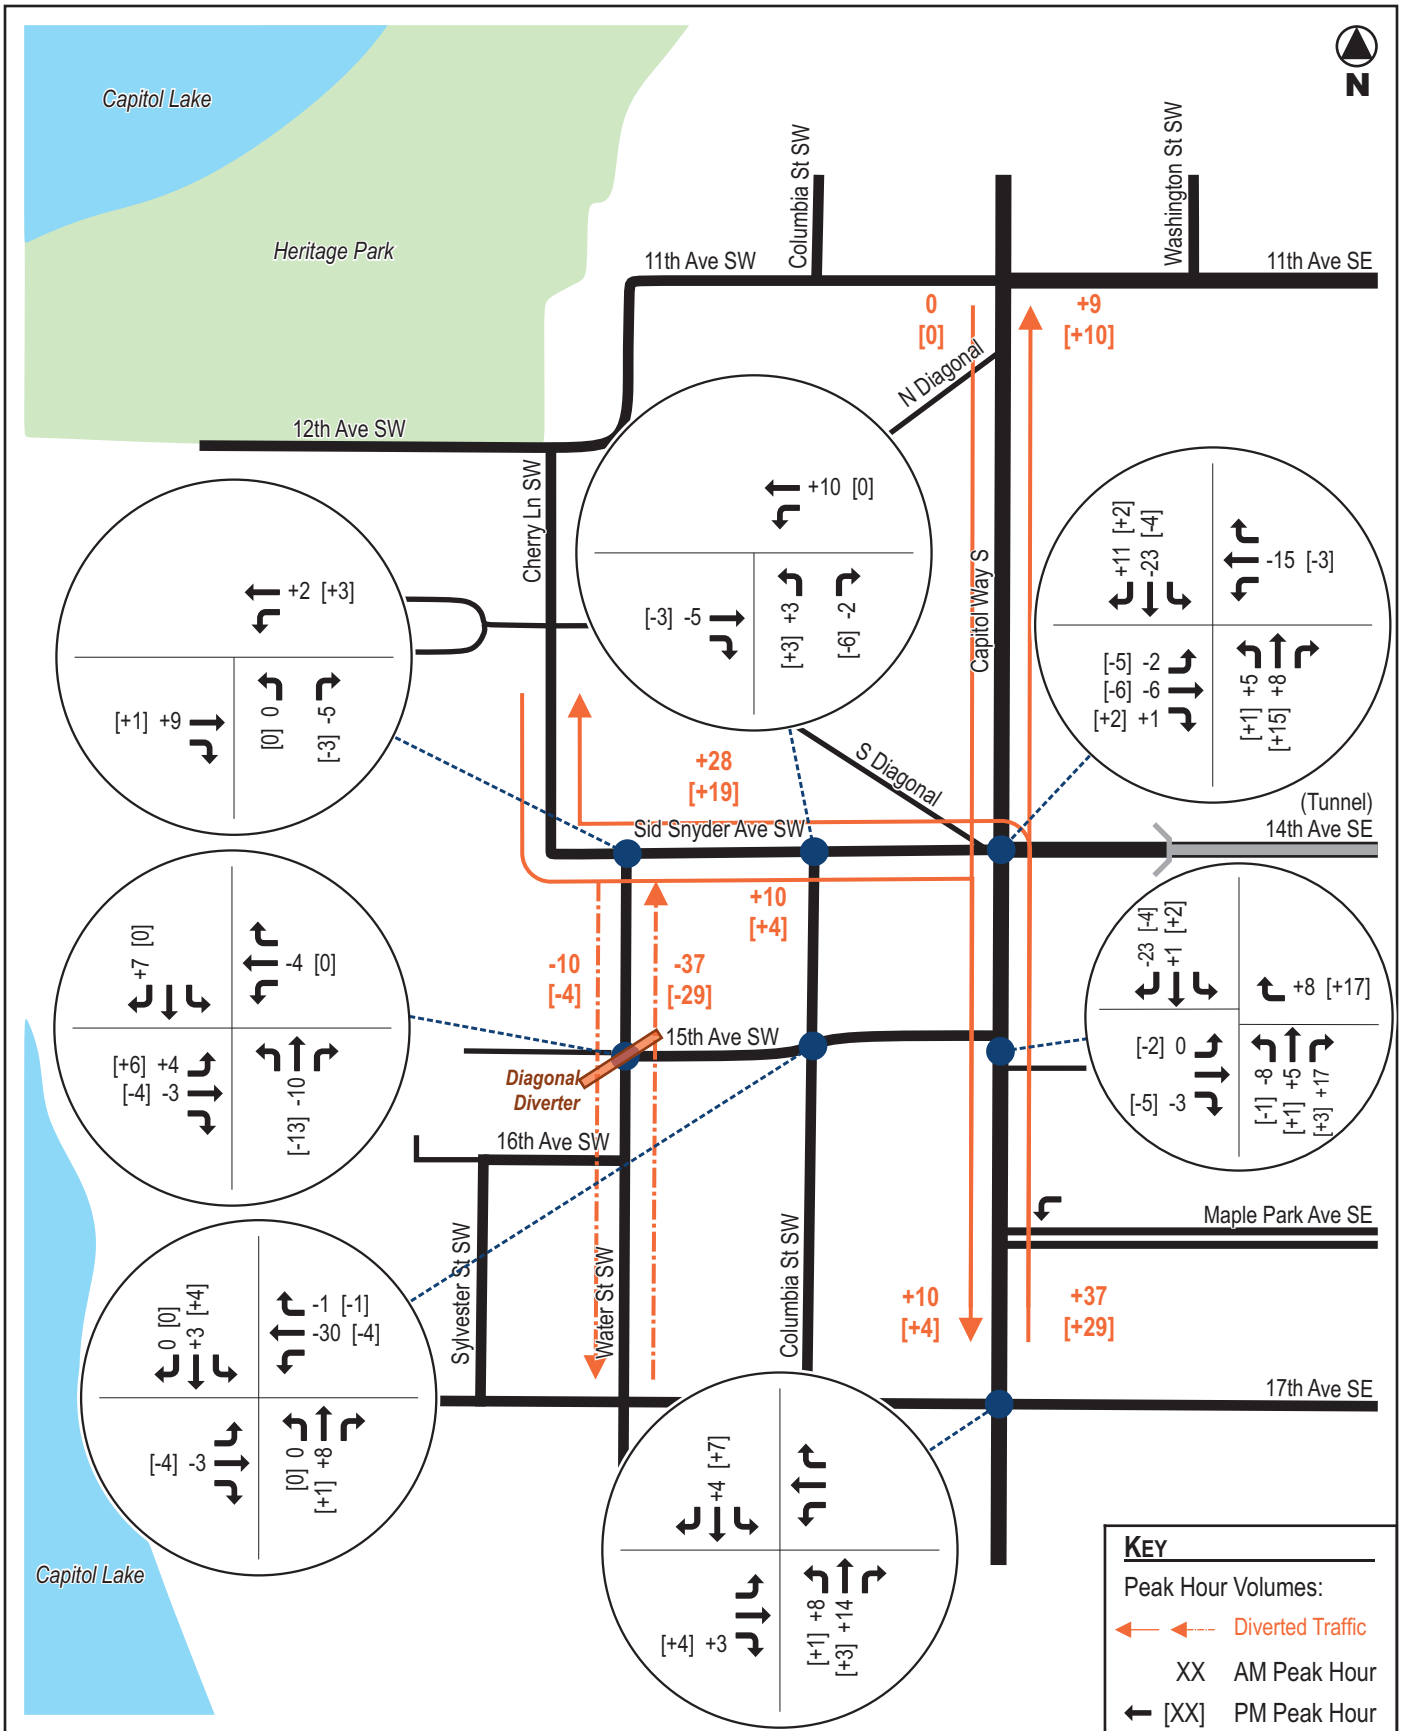 N
Capitol Lake
Heritage Park
Columbia St SW
Washington St SW
11th Ave SW
11th Ave SE
0
[0]
+9
[+10]
N Diagonal
12th Ave SW
Cherry Ln SW
Capitol Way S
+10 [0]
[-3] -5
[+3] +3
[-6] -2
+11 [+2]
-23 [-4]
-15 [-3]
[-5] -2
[-6] -6
[+2] +1
[+1] +5
[+15] +8
+2 [+3]
[+1] +9
[0] 0
[-3] -5
+28
[+19]
S Diagonal
(Tunnel)
14th Ave SE
Sid Snyder Ave SW
+10
[+4]
-10
[-4]
-37
[-29]
+7 [0]
-4 [0]
[+6] +4
[-4] -3
[-13] -10
-23 [-4]
+1 [+2]
+8 [+17]
[-2] 0
[-5] -3
[-1] -8
[+1] +5
[+3] +17
15th Ave SW
Diagonal
Diverter
16th Ave SW
Sylvester St SW
Water St SW
Columbia St SW
Maple Park Ave SE
+10
[+4]
+37
[+29]
0 [0]
+3 [+4]
-1 [-1]
-30 [-4]
[-4] -3
[0] 0
[+1] +8
17th Ave SE
+4 [+7]
[+4] +3
[+1] +8
[+3] +14
Capitol Lake
KEY
Peak Hour Volumes:
Diverted Traffic
XX AM Peak Hour
[XX] PM Peak Hour